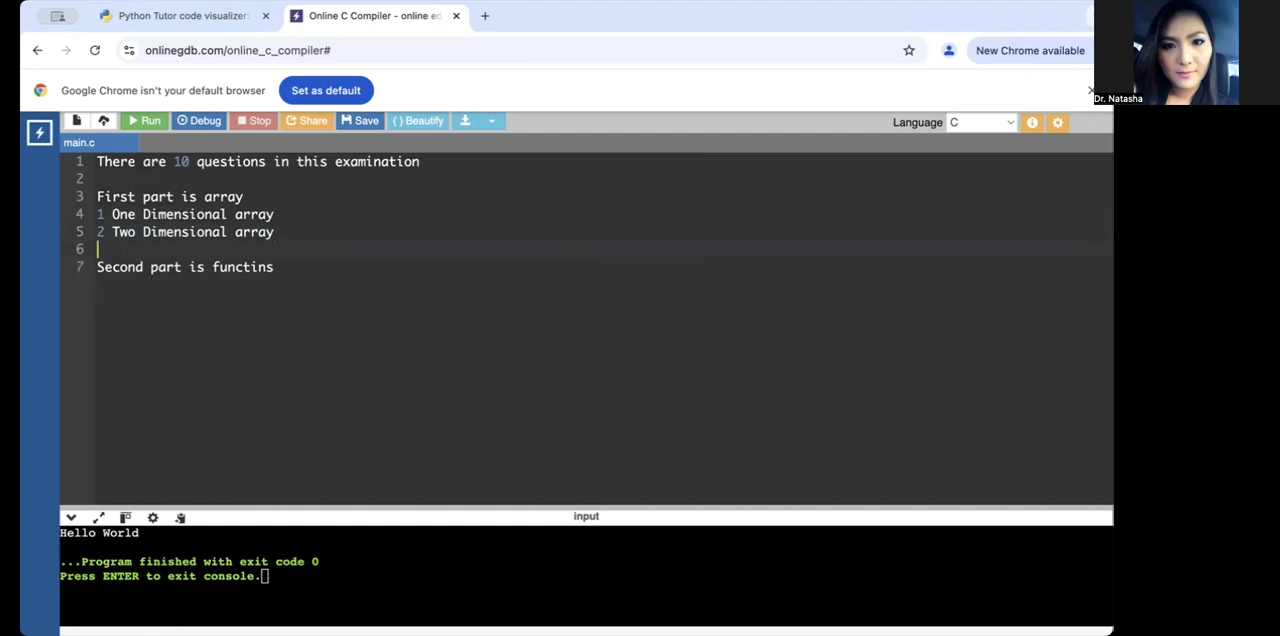 Python Tutor code visualizer:
Online C Compiler - online ed
onlinegdb.com/online_c_compiler#
New Chrome available
Google Chrome isn't your default browser
Set as default
Dr. Natasha
Run
Debug
Stop
Share
Save
{ } Beautify
Language C
main.c
1 There are 10 questions in this examination
2
3 First part is array
4 1 One Dimensional array
5 2 Two Dimensional array
6
7 Second part is functins
input
Hello World
...Program finished with exit code 0
Press ENTER to exit console.